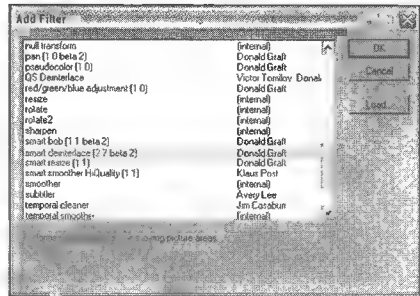 Add Filter
null transform (internal)
pan (1.0 beta 2) Donald Graft
pseudocolor (1.0) Donald Graft
QS Deinterlace Victor Tomilov, Donald
red/green/blue adjustment (1.0) Donald Graft
resize (internal)
rotate (internal)
rotate2 (internal)
sharpen (internal)
smart bob (1.1 beta 2) Donald Graft
smart deinterlace (2.7 beta 2) Donald Graft
smart resize (1.1) Donald Graft
smart smoother HiQuality (1.1) Klaus Post
smoother (internal)
subtitler Avery Lee
temporal cleaner Jim Casaburi
temporal smoother (internal)
OK
Cancel
Load...
picture areas.